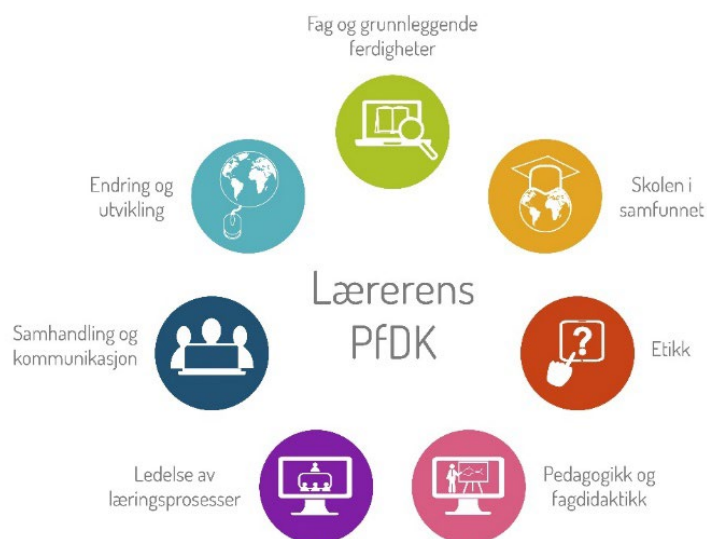 Fag og grunnleggende
ferdigheter
Endring og
utvikling
Skolen i
samfunnet
Lærerens
PfDK
Samhandling og
kommunikasjon
?
Etikk
Ledelse av
læringsprosesser
Pedagogikk og
fagdidaktikk